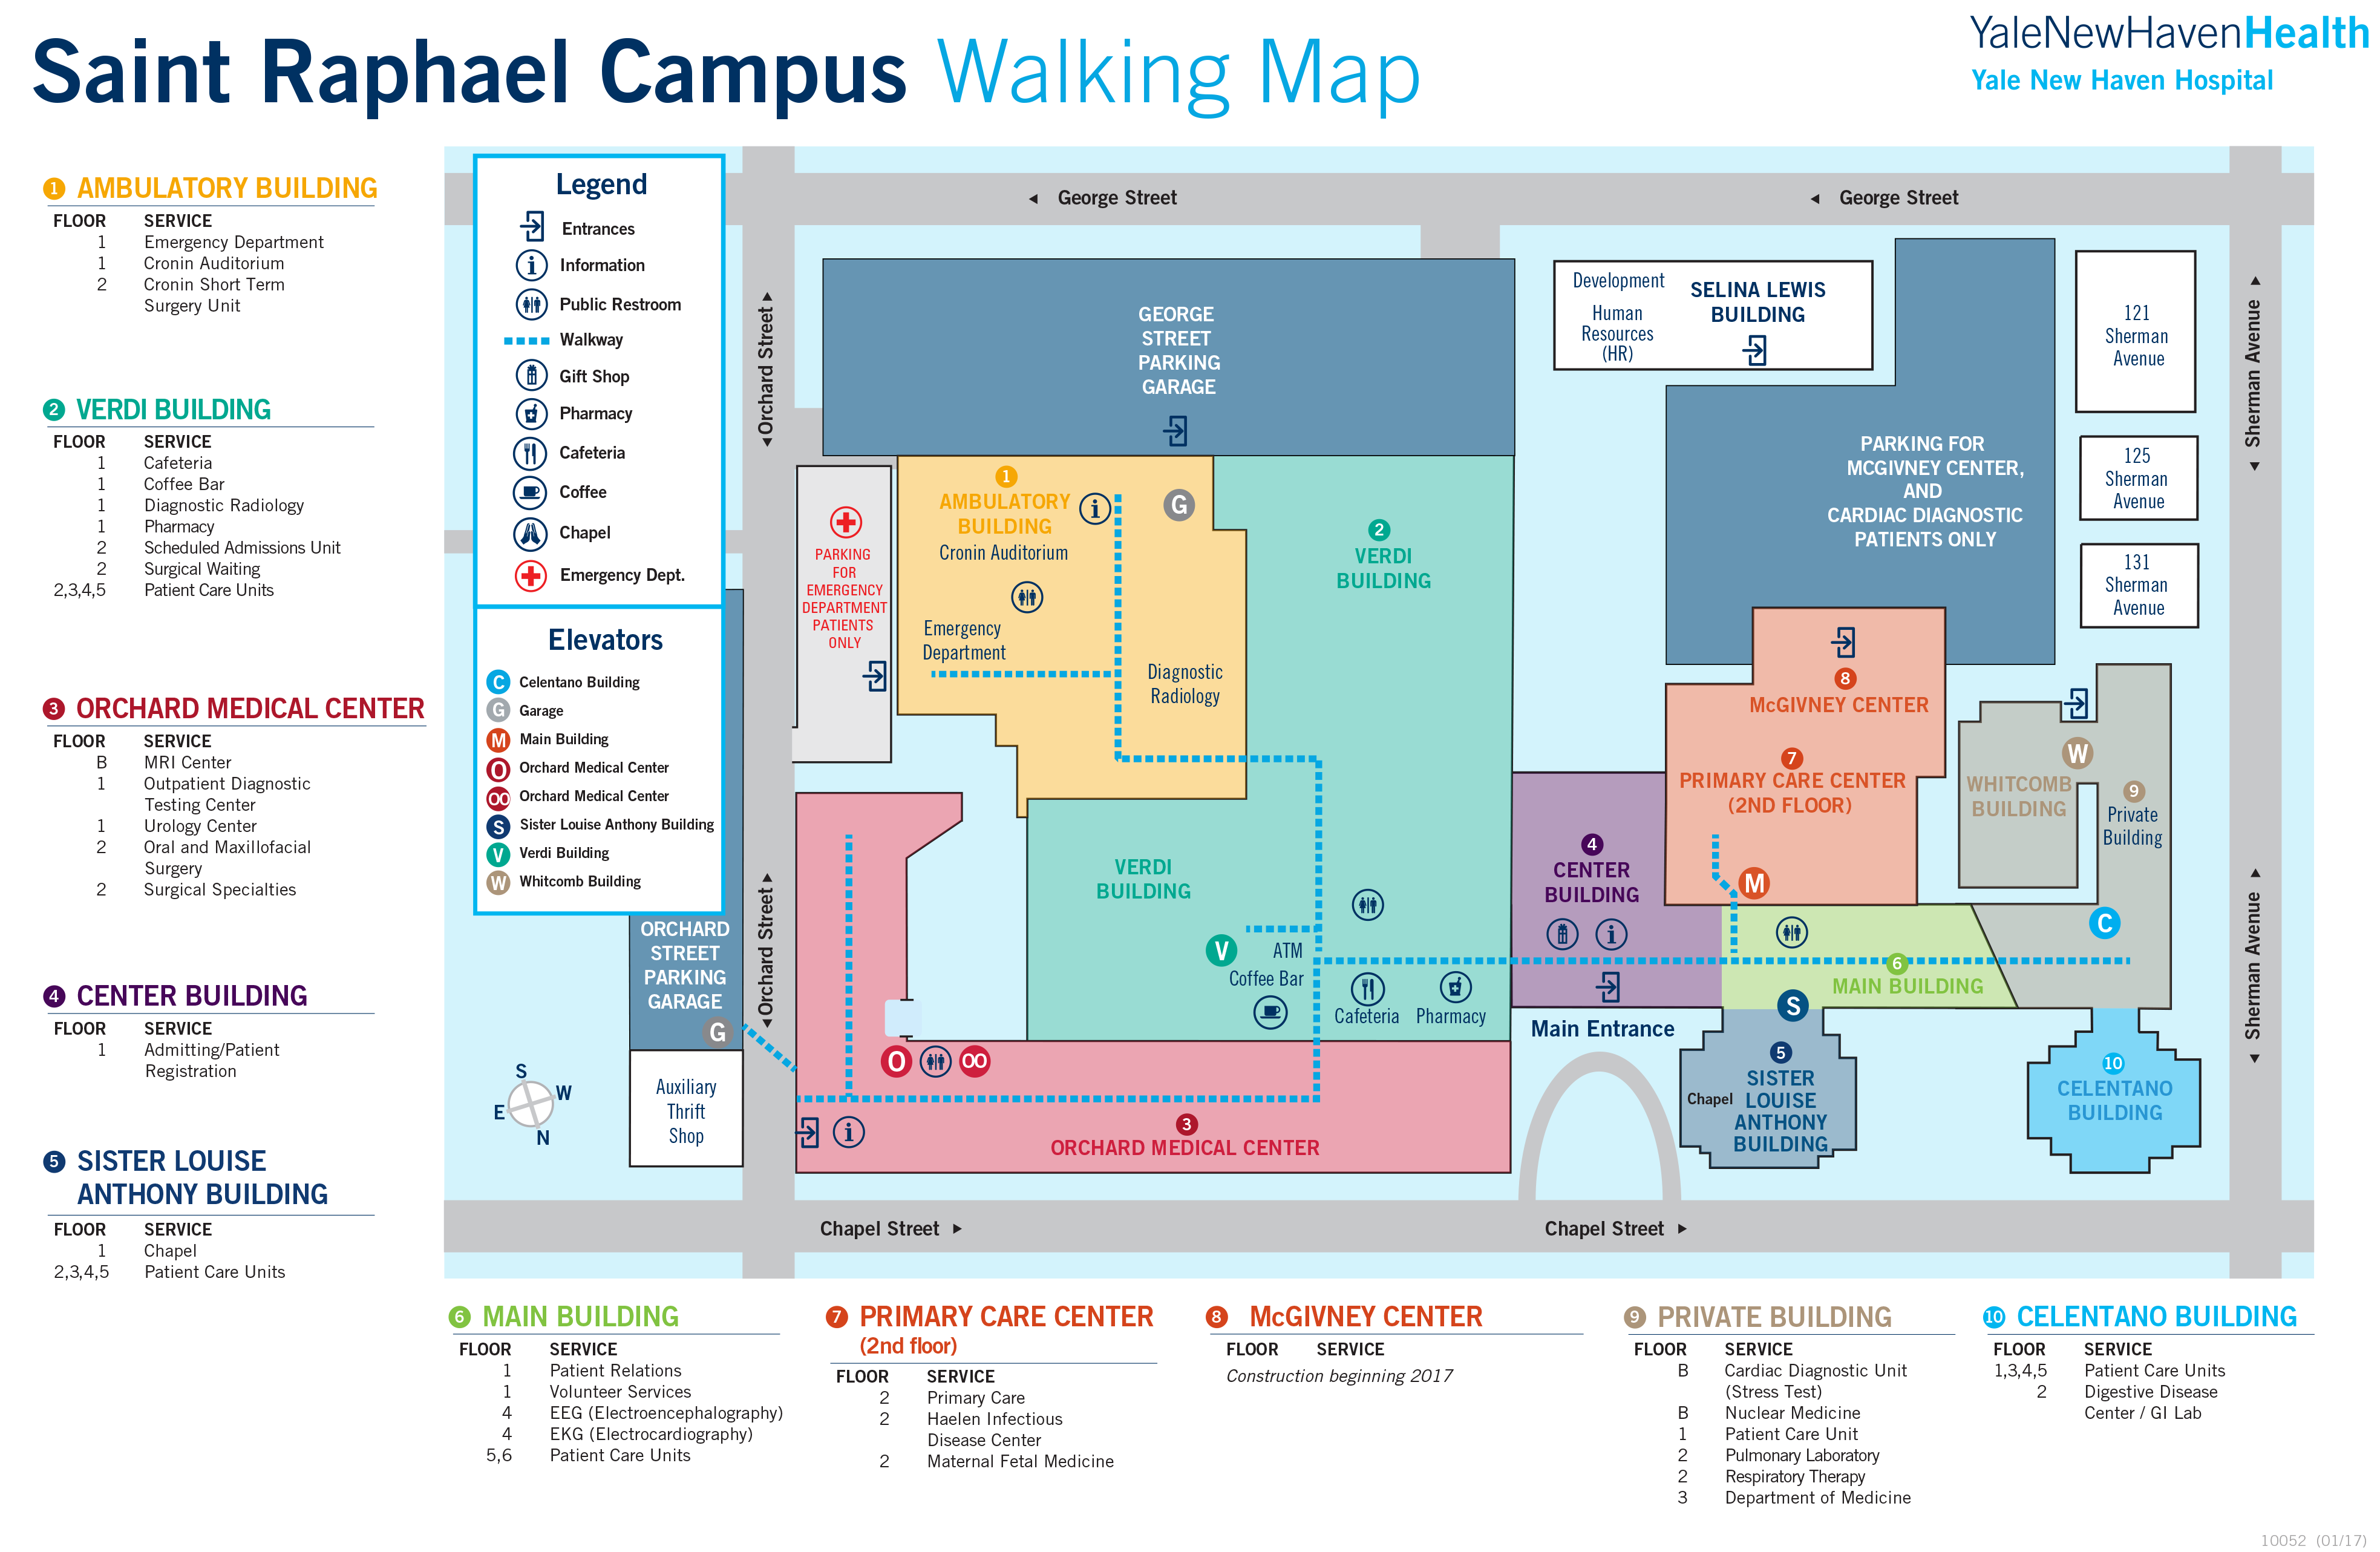 Saint Raphael Campus Walking Map
YaleNewHavenHealth
Yale New Haven Hospital
1 AMBULATORY BUILDING
FLOOR SERVICE
1 Emergency Department
1 Cronin Auditorium
2 Cronin Short Term
Surgery Unit
2 VERDI BUILDING
FLOOR SERVICE
1 Cafeteria
1 Coffee Bar
1 Diagnostic Radiology
1 Pharmacy
2 Scheduled Admissions Unit
2 Surgical Waiting
2,3,4,5 Patient Care Units
3 ORCHARD MEDICAL CENTER
FLOOR SERVICE
B MRI Center
1 Outpatient Diagnostic
Testing Center
1 Urology Center
2 Oral and Maxillofacial
Surgery
2 Surgical Specialties
4 CENTER BUILDING
FLOOR SERVICE
1 Admitting/Patient
Registration
5 SISTER LOUISE
ANTHONY BUILDING
FLOOR SERVICE
1 Chapel
2,3,4,5 Patient Care Units
Legend
Entrances
i Information
Public Restroom
Walkway
Gift Shop
Pharmacy
Cafeteria
Coffee
Chapel
Emergency Dept.
Elevators
C Celentano Building
G Garage
M Main Building
O Orchard Medical Center
OO Orchard Medical Center
S Sister Louise Anthony Building
V Verdi Building
W Whitcomb Building
George Street
George Street
Orchard Street
Orchard Street
Sherman Avenue
Sherman Avenue
GEORGE
STREET
PARKING
GARAGE
Development
Human
Resources
(HR)
SELINA LEWIS
BUILDING
121
Sherman
Avenue
125
Sherman
Avenue
131
Sherman
Avenue
PARKING FOR
MCGIVNEY CENTER,
AND
CARDIAC DIAGNOSTIC
PATIENTS ONLY
PARKING
FOR
EMERGENCY
DEPARTMENT
PATIENTS
ONLY
1
AMBULATORY
BUILDING
i
G
Cronin Auditorium
Emergency
Department
Diagnostic
Radiology
2
VERDI
BUILDING
VERDI
BUILDING
V
ATM
Coffee Bar
Cafeteria
Pharmacy
8
McGIVNEY CENTER
7
PRIMARY CARE CENTER
(2ND FLOOR)
M
W
WHITCOMB
BUILDING
9
Private
Building
C
4
CENTER
BUILDING
i
Main Entrance
6
MAIN BUILDING
S
5
SISTER
LOUISE
ANTHONY
BUILDING
Chapel
10
CELENTANO
BUILDING
ORCHARD
STREET
PARKING
GARAGE
G
Auxiliary
Thrift
Shop
S
W
E
N
O
OO
i
3
ORCHARD MEDICAL CENTER
Chapel Street
Chapel Street
6 MAIN BUILDING
FLOOR SERVICE
1 Patient Relations
1 Volunteer Services
4 EEG (Electroencephalography)
4 EKG (Electrocardiography)
5,6 Patient Care Units
7 PRIMARY CARE CENTER
(2nd floor)
FLOOR SERVICE
2 Primary Care
2 Haelen Infectious
Disease Center
2 Maternal Fetal Medicine
8 McGIVNEY CENTER
FLOOR SERVICE
Construction beginning 2017
9 PRIVATE BUILDING
FLOOR SERVICE
B Cardiac Diagnostic Unit
(Stress Test)
B Nuclear Medicine
1 Patient Care Unit
2 Pulmonary Laboratory
2 Respiratory Therapy
3 Department of Medicine
10 CELENTANO BUILDING
FLOOR SERVICE
1,3,4,5 Patient Care Units
2 Digestive Disease
Center / GI Lab
10052 (01/17)